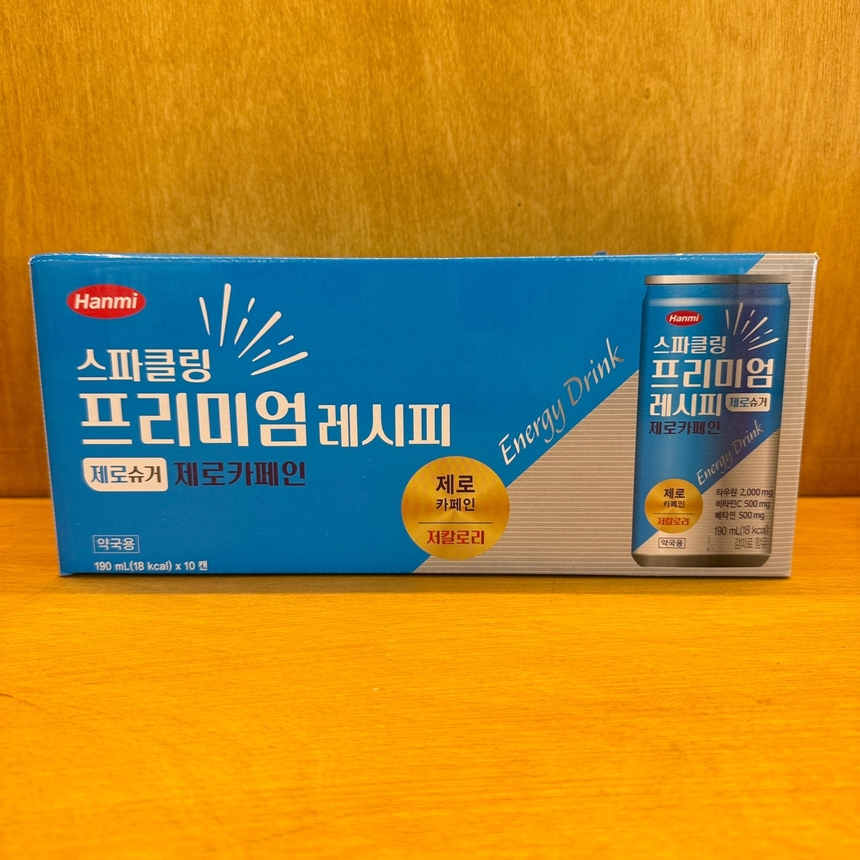 Hanmi
스파클링
프리미엄 레시피
제로슈거 제로카페인
제로
카페인
저칼로리
Energy Drink
약국용
190 mL(18 kcal) x 10 캔
Hanmi
스파클링
프리미엄
레시피 제로슈거
제로카페인
Energy Drink
제로
카페인
저칼로리
약국용
타우린 2,000 mg
비타민C 500 mg
베타인 500 mg
190 mL(18 kcal)
감미료 함유